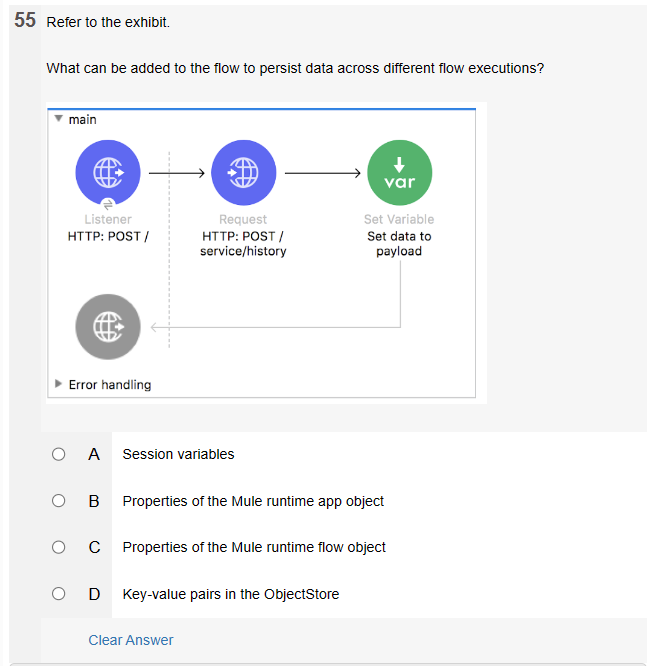 55 Refer to the exhibit.
What can be added to the flow to persist data across different flow executions?
main
var
Listener
HTTP: POST /
Request
HTTP: POST /
service/history
Set Variable
Set data to
payload
Error handling
A Session variables
B Properties of the Mule runtime app object
C Properties of the Mule runtime flow object
D Key-value pairs in the ObjectStore
Clear Answer